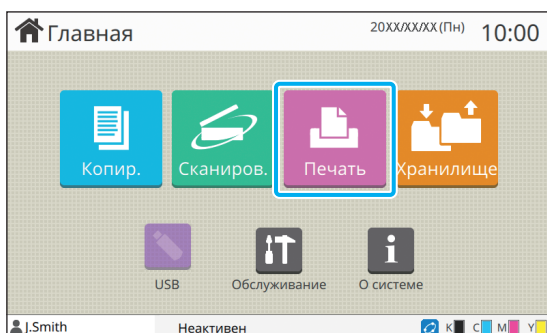 Главная
20XX/XX/XX (Пн) 10:00
Копир. Сканиров. Печать Хранилище
USB Обслуживание О системе
J.Smith Неактивен K C M Y